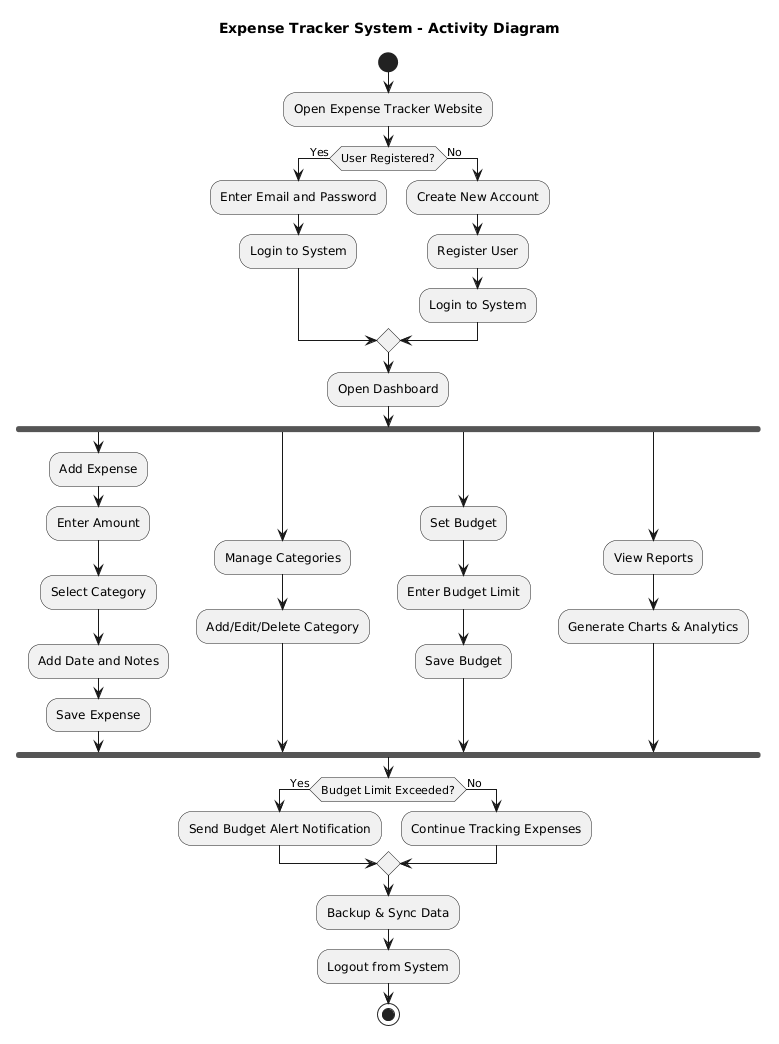 Expense Tracker System - Activity Diagram
Open Expense Tracker Website
User Registered?
Yes
No
Enter Email and Password
Login to System
Create New Account
Register User
Login to System
Open Dashboard
Add Expense
Enter Amount
Select Category
Add Date and Notes
Save Expense
Manage Categories
Add/Edit/Delete Category
Set Budget
Enter Budget Limit
Save Budget
View Reports
Generate Charts & Analytics
Budget Limit Exceeded?
Yes
No
Send Budget Alert Notification
Continue Tracking Expenses
Backup & Sync Data
Logout from System